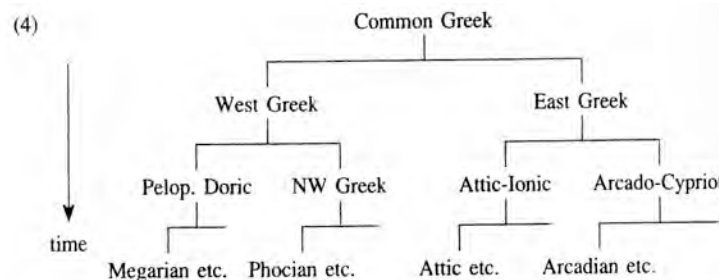 (4)
Common Greek
West Greek East Greek
Pelop. Doric NW Greek Attic-Ionic Arcado-Cypriot
time
Megarian etc. Phocian etc. Attic etc. Arcadian etc.